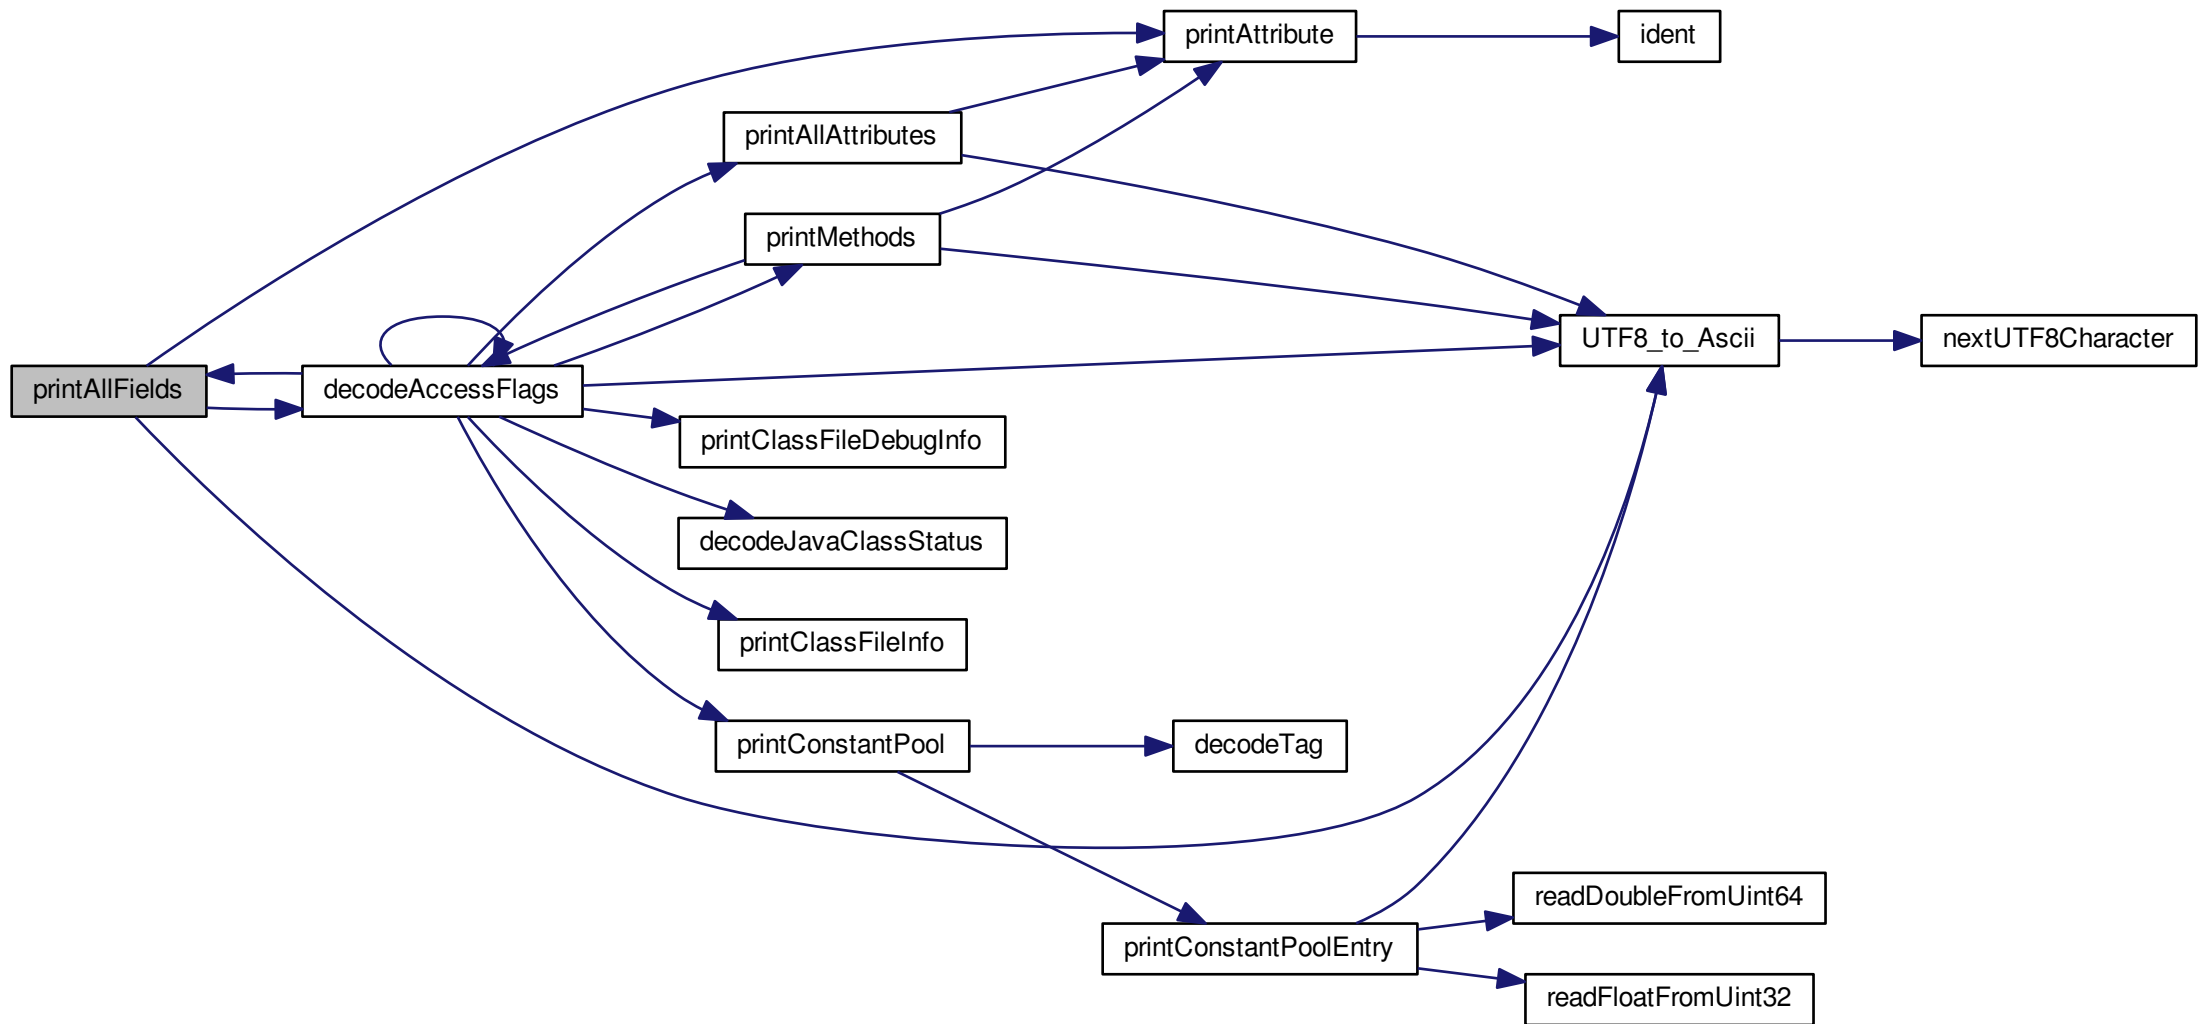 printAttribute
ident
printAllAttributes
printMethods
UTF8_to_Ascii
nextUTF8Character
printAllFields
decodeAccessFlags
printClassFileDebugInfo
decodeJavaClassStatus
printClassFileInfo
printConstantPool
decodeTag
readDoubleFromUint64
printConstantPoolEntry
readFloatFromUint32